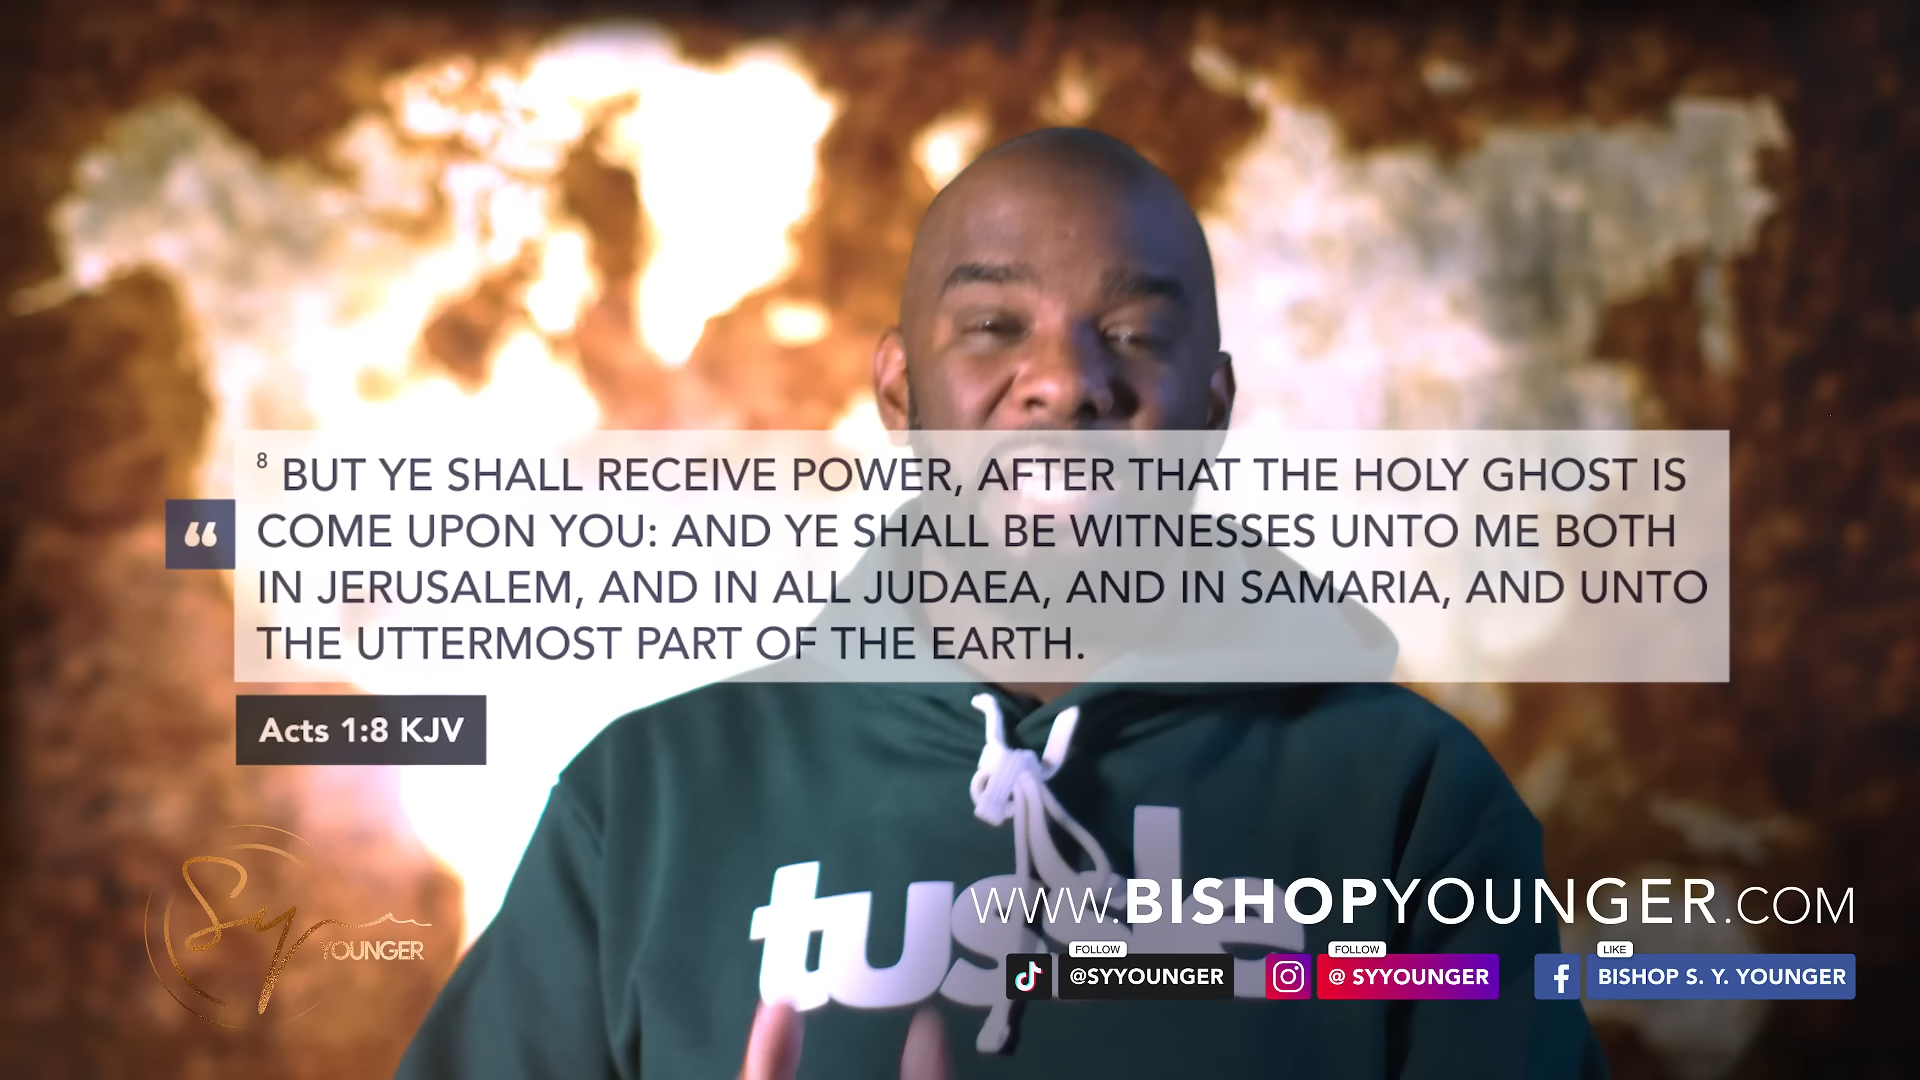 8 BUT YE SHALL RECEIVE POWER, AFTER THAT THE HOLY GHOST IS
COME UPON YOU: AND YE SHALL BE WITNESSES UNTO ME BOTH
IN JERUSALEM, AND IN ALL JUDAEA, AND IN SAMARIA, AND UNTO
THE UTTERMOST PART OF THE EARTH.
Acts 1:8 KJV
Sy
YOUNGER
WWW.BISHOPYOUNGER.COM
FOLLOW
@SYYOUNGER
FOLLOW
@ SYYOUNGER
LIKE
BISHOP S. Y. YOUNGER